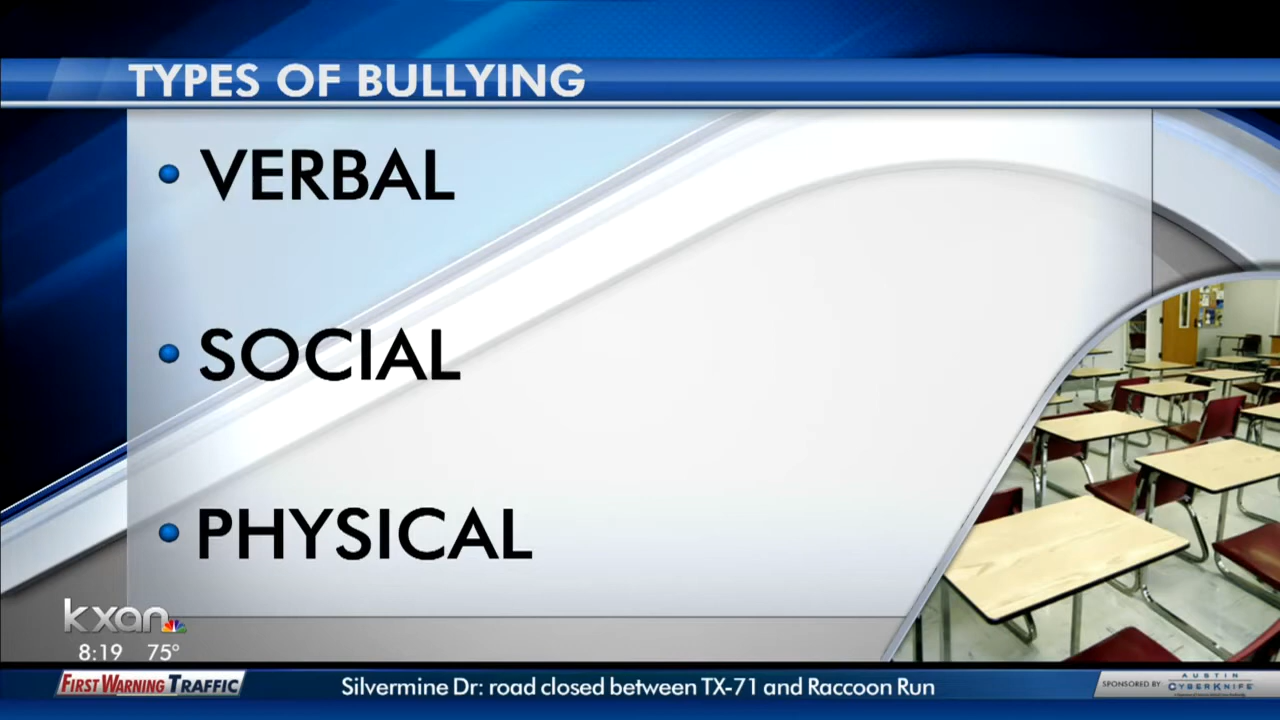 TYPES OF BULLYING
• VERBAL
• SOCIAL
• PHYSICAL
kxan
8:19 75°
FIRST WARNING TRAFFIC
Silvermine Dr: road closed between TX-71 and Raccoon Run
SPONSORED BY
AUSTIN
CYBERKNIFE